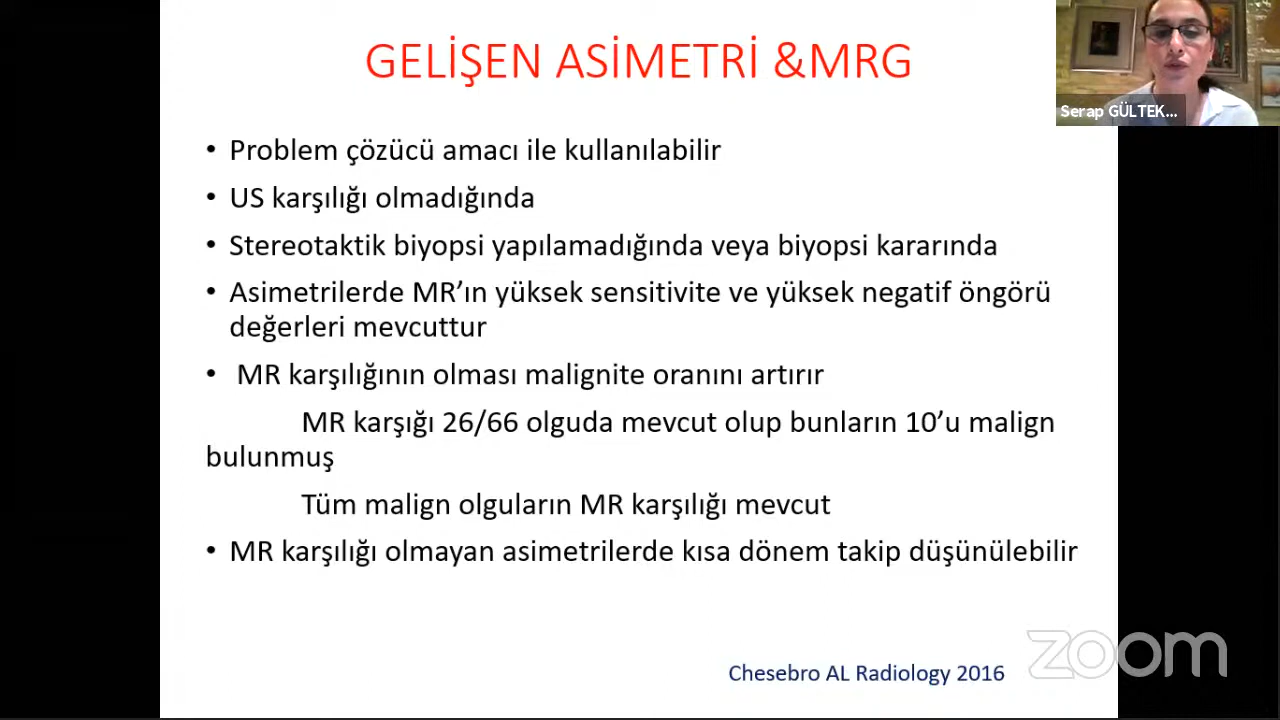 GELİŞEN ASİMETRİ &MRG
Serap GÜLTEK...
• Problem çözücü amacı ile kullanılabilir
• US karşılığı olmadığında
• Stereotaktik biyopsi yapılamadığında veya biyopsi kararında
• Asimetrilerde MR’ın yüksek sensitivite ve yüksek negatif öngörü
değerleri mevcuttur
• MR karşılığının olması malignite oranını artırır
MR karşığı 26/66 olguda mevcut olup bunların 10’u malign
bulunmuş
Tüm malign olguların MR karşılığı mevcut
• MR karşılığı olmayan asimetrilerde kısa dönem takip düşünülebilir
Chesebro AL Radiology 2016
zoom